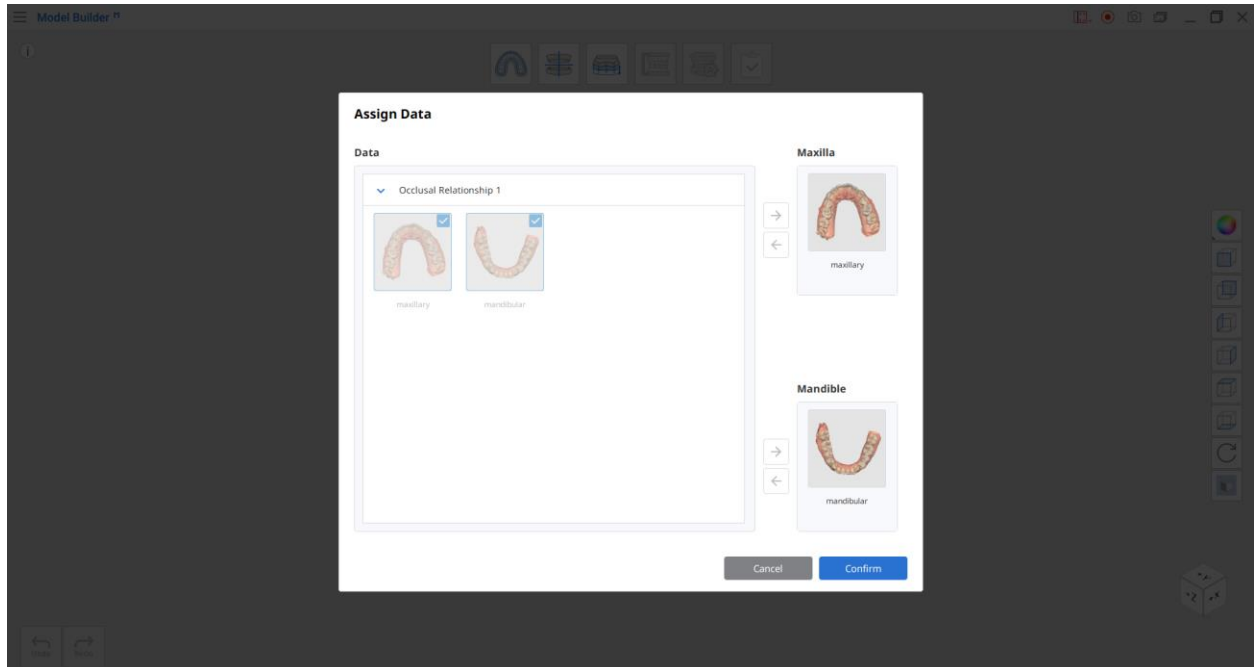 Model Builder
Assign Data
Data
Occlusal Relationship 1
maxillary
mandibular
Maxilla
maxillary
Mandible
mandibular
Cancel
Confirm